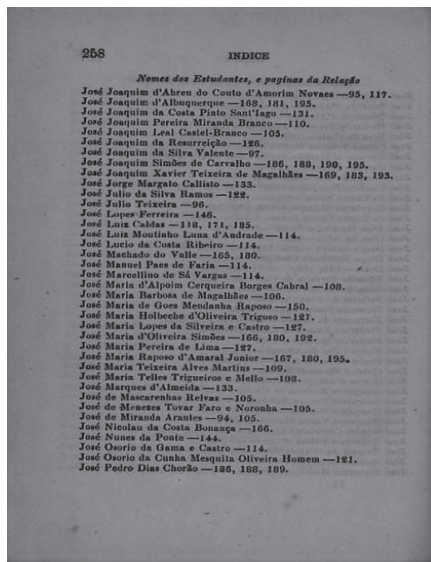 258 INDICE
Nomes dos Estudantes, e paginas da Relação
José Joaquim d'Abreu do Couto d'Amorim Novaes —95, 117.
José Joaquim d'Albuquerque —163, 181, 195.
José Joaquim da Costa Pinto Sant'Iago —131.
José Joaquim Pereira Miranda Branco —110.
José Joaquim Leal Castel-Branco —105.
José Joaquim da Resurreição —126.
José Joaquim da Silva Valente —97.
José Joaquim Simões de Carvalho —186, 188, 190, 195.
José Joaquim Xavier Teixeira de Magalhães —169, 183, 193.
José Jorge Margato Callisto —133.
José Julio da Silva Ramos —122.
José Julio Teixeira —96.
José Lopes Ferreira —146.
José Luiz Caldas —118, 171, 185.
José Luiz Moutinho Luna d'Andrade —114.
José Lucio da Costa Ribeiro —114.
José Machado do Valle —165, 180.
José Manuel Paes de Faria —114.
José Marcellino de Sá Vargas —114.
José Maria d'Alpoim Cerqueira Borges Cabral —108.
José Maria Barbosa de Magalhães —106.
José Maria de Goes Mendanha Raposo —150.
José Maria Holbeche d'Oliveira Trigoso —127.
José Maria Lopes da Silveira e Castro —127.
José Maria d'Oliveira Simões —166, 180, 192.
José Maria Pereira de Lima —127.
José Maria Raposo d'Amaral Junior —167, 180, 195.
José Maria Teixeira Alves Martins —109.
José Maria Telles Trigueiros e Mello —108.
José Marques d'Almeida —133.
José de Mascarenhas Relvas —105.
José de Menezes Tovar Faro e Noronha —105.
José de Miranda Arantes —94, 105.
José Nicolau da Costa Bonança —166.
José Nunes da Ponte —144.
José Osorio da Gama e Castro —114.
José Osorio da Cunha Mesquita Oliveira Homem —121.
José Pedro Dias Chorão —186, 188, 189.